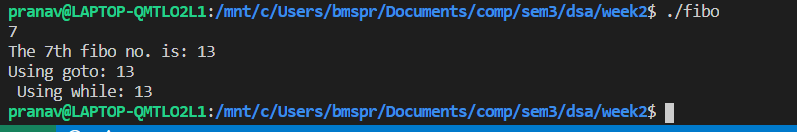 pranav@LAPTOP-QMTLO2L1:/mnt/c/Users/bmspr/Documents/comp/sem3/dsa/week2$ ./fibo
7
The 7th fibo no. is: 13
Using goto: 13
 Using while: 13
pranav@LAPTOP-QMTLO2L1:/mnt/c/Users/bmspr/Documents/comp/sem3/dsa/week2$